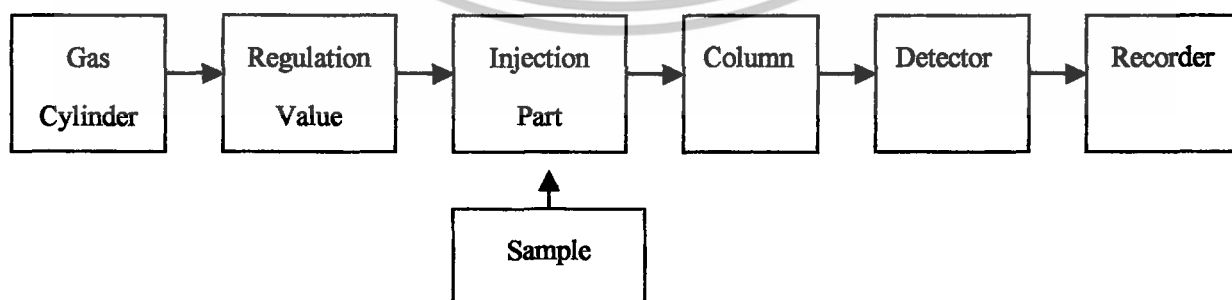 Gas
Cylinder
Regulation
Value
Injection
Part
Column
Detector
Recorder
Sample